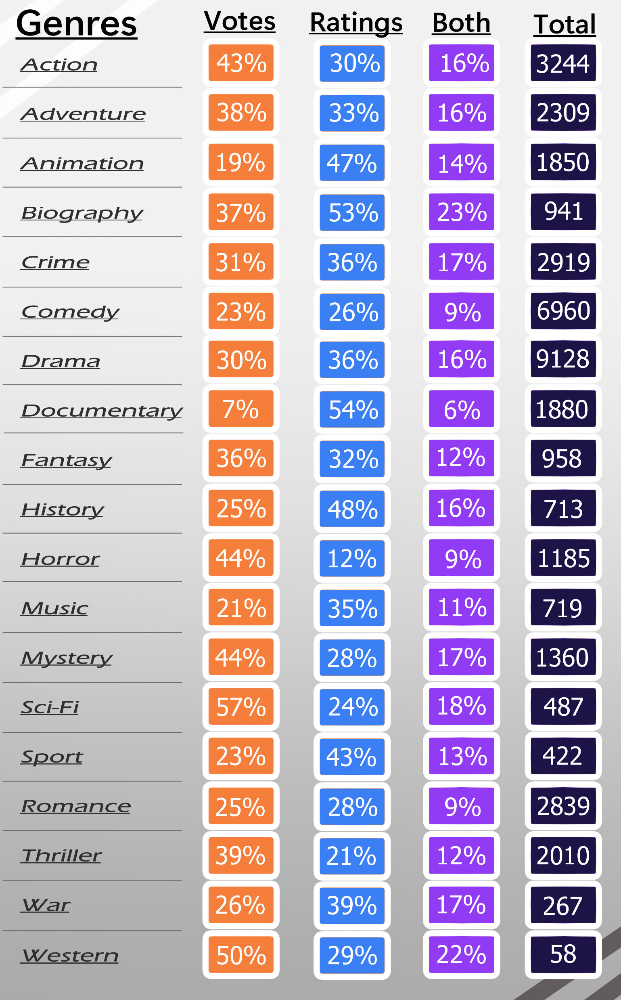 Genres Votes Ratings Both Total
Action 43% 30% 16% 3244
Adventure 38% 33% 16% 2309
Animation 19% 47% 14% 1850
Biography 37% 53% 23% 941
Crime 31% 36% 17% 2919
Comedy 23% 26% 9% 6960
Drama 30% 36% 16% 9128
Documentary 7% 54% 6% 1880
Fantasy 36% 32% 12% 958
History 25% 48% 16% 713
Horror 44% 12% 9% 1185
Music 21% 35% 11% 719
Mystery 44% 28% 17% 1360
Sci-Fi 57% 24% 18% 487
Sport 23% 43% 13% 422
Romance 25% 28% 9% 2839
Thriller 39% 21% 12% 2010
War 26% 39% 17% 267
Western 50% 29% 22% 58